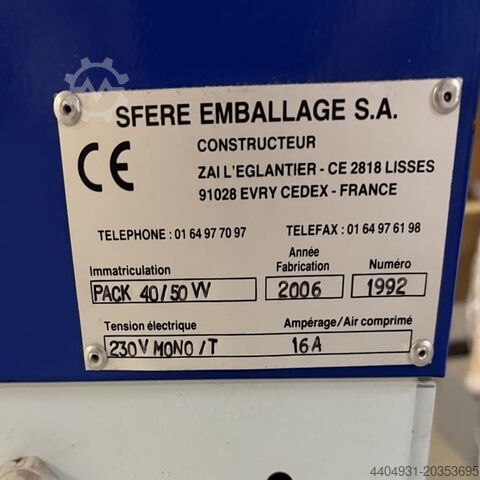 SFERE EMBALLAGE S.A.
CE
CONSTRUCTEUR
ZAI L'EGLANTIER - CE 2818 LISSES
91028 EVRY CEDEX - FRANCE
TELEPHONE : 01 64 97 70 97 TELEFAX : 01 64 97 61 98
Immatriculation Année Fabrication Numéro
PACK 40/50 VV 2006 1992
Tension électrique Ampérage/Air comprimé
230V MONO/T 16A
4404931-20353695